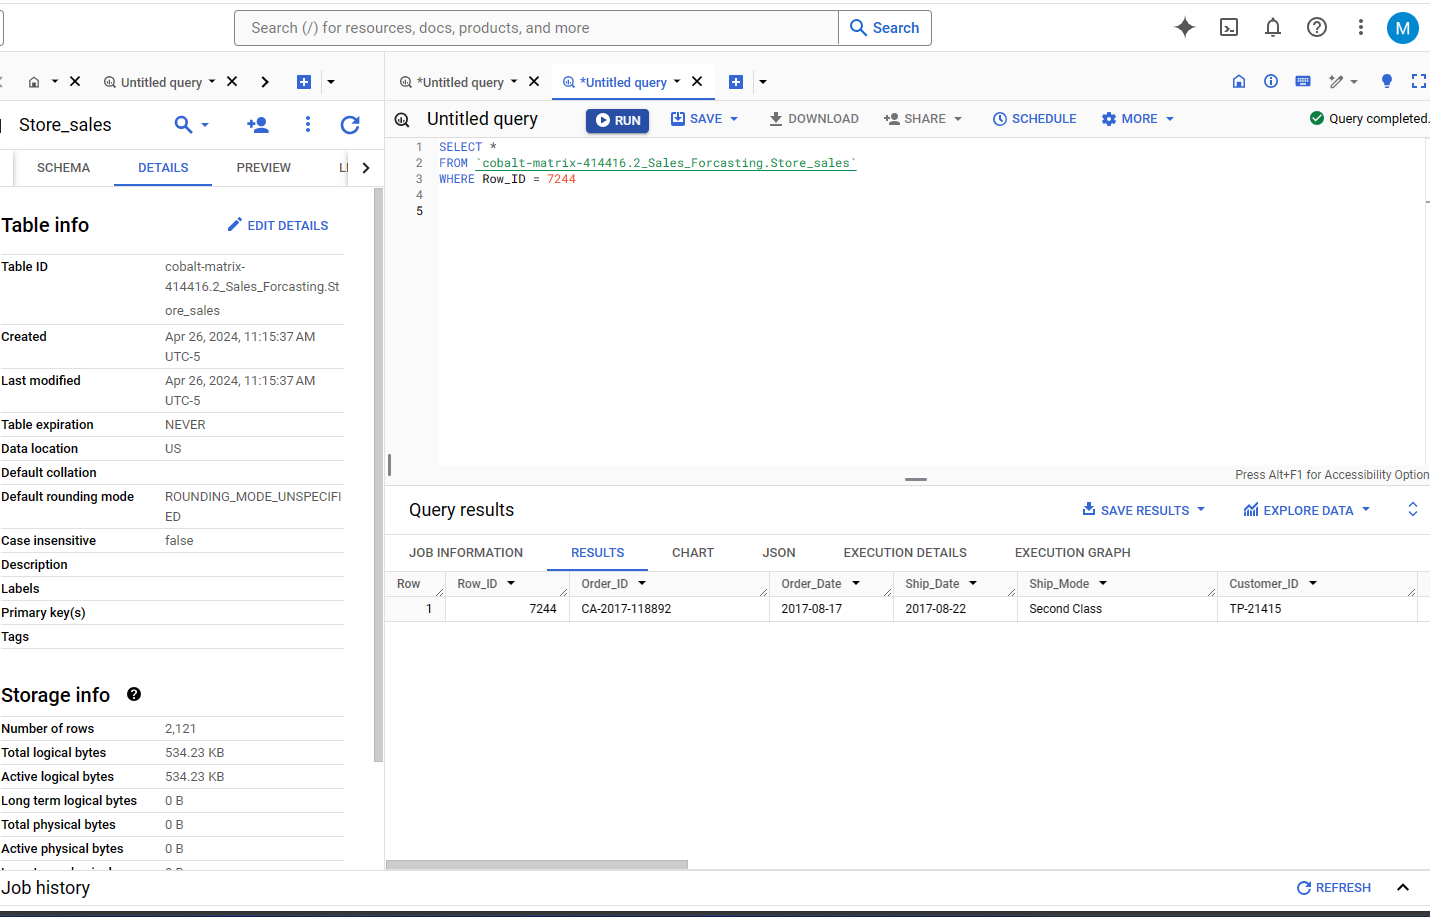 Search (/) for resources, docs, products, and more
Search
M
Untitled query
*Untitled query
*Untitled query
Store_sales
SCHEMA
DETAILS
PREVIEW
Table info
EDIT DETAILS
Table ID
cobalt-matrix-
414416.2_Sales_Forcasting.St
ore_sales
Created
Apr 26, 2024, 11:15:37 AM
UTC-5
Last modified
Apr 26, 2024, 11:15:37 AM
UTC-5
Table expiration
NEVER
Data location
US
Default collation
Default rounding mode
ROUNDING_MODE_UNSPECIFI
ED
Case insensitive
false
Description
Labels
Primary key(s)
Tags
Storage info
Number of rows
2,121
Total logical bytes
534.23 KB
Active logical bytes
534.23 KB
Long term logical bytes
0 B
Total physical bytes
0 B
Active physical bytes
0 B
Untitled query
RUN
SAVE
DOWNLOAD
SHARE
SCHEDULE
MORE
Query completed.
1 SELECT *
2 FROM `cobalt-matrix-414416.2_Sales_Forcasting.Store_sales`
3 WHERE Row_ID = 7244
4
5
Press Alt+F1 for Accessibility Option
Query results
SAVE RESULTS
EXPLORE DATA
JOB INFORMATION
RESULTS
CHART
JSON
EXECUTION DETAILS
EXECUTION GRAPH
Row Row_ID Order_ID Order_Date Ship_Date Ship_Mode Customer_ID
1 7244 CA-2017-118892 2017-08-17 2017-08-22 Second Class TP-21415
Job history
REFRESH